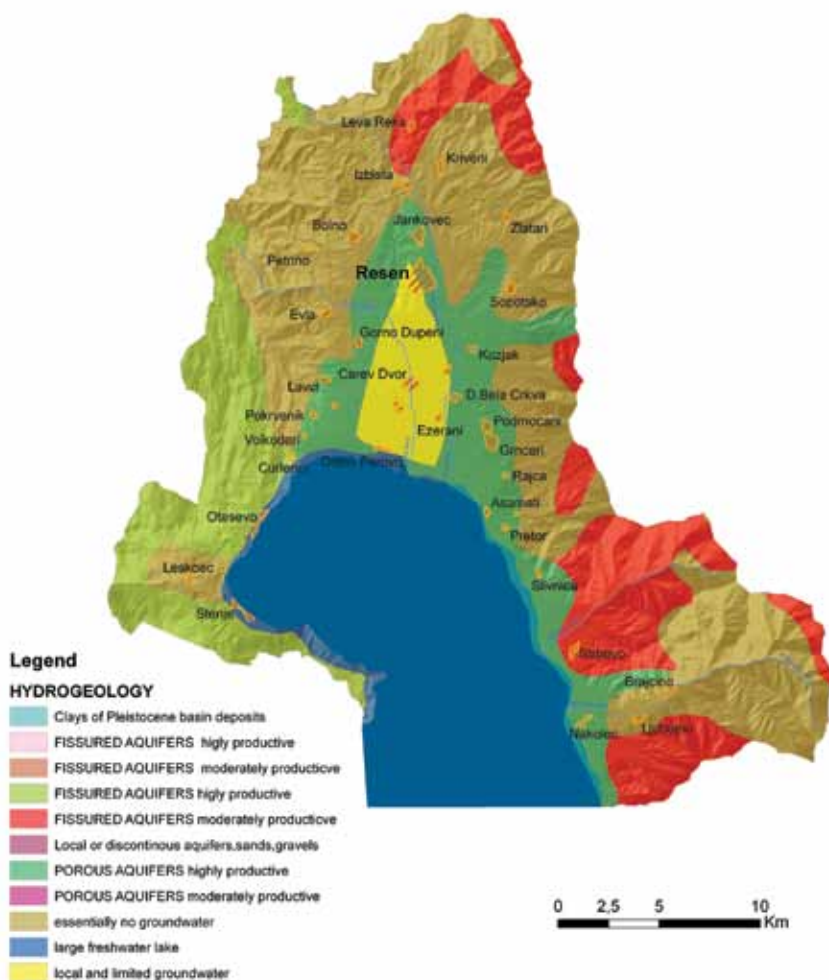 Leva Reka
Kriveni
Izbista
Jankovec
Bolno
Zlatari
Petrino
Resen
Sopotsko
Evla
Gorno Dupeni
Kozjak
Carev Dvor
Lavci
D.Bela Crkva
Pokrvenik
Podmocani
Ezerani
Volkoderi
Grnceri
Curlenci
Rajca
Asamati
Otesevo
Pretor
Leskoec
Slivnica
Stenje
Brajcino
Nakolec
Ljubojno
Legend
HYDROGEOLOGY
Clays of Pleistocene basin deposits
FISSURED AQUIFERS higly productive
FISSURED AQUIFERS moderately producticve
FISSURED AQUIFERS higly productive
FISSURED AQUIFERS moderately producticve
Local or discontinous aquifers,sands,gravels
POROUS AQUIFERS highly productive
POROUS AQUIFERS moderately productive
essentially no groundwater
large freshwater lake
local and limited groundwater
0 2,5 5 10
Km